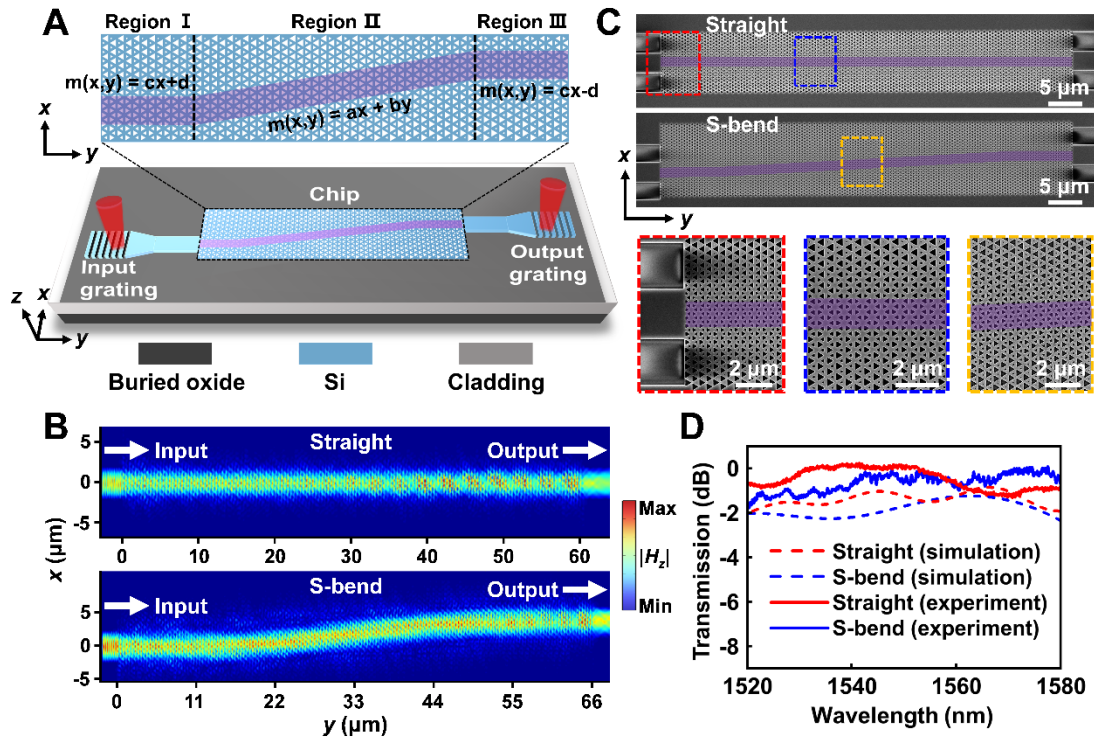 A
Region Ⅰ
Region Ⅱ
Region Ⅲ
m(x,y) = cx+d
m(x,y) = ax + by
m(x,y) = cx-d
x
y
Chip
Input
grating
Output
grating
z
x
y
Buried oxide
Si
Cladding
B
Input
Straight
Output
5
0
-5
0
10
20
30
40
50
60
x (μm)
Input
S-bend
Output
5
0
-5
0
11
22
33
44
55
66
y (μm)
Max
|Hz|
Min
C
Straight
5 μm
S-bend
5 μm
x
y
2 μm
2 μm
2 μm
D
Transmission (dB)
0
-2
-4
-6
-8
Straight (simulation)
S-bend (simulation)
Straight (experiment)
S-bend (experiment)
1520
1540
1560
1580
Wavelength (nm)